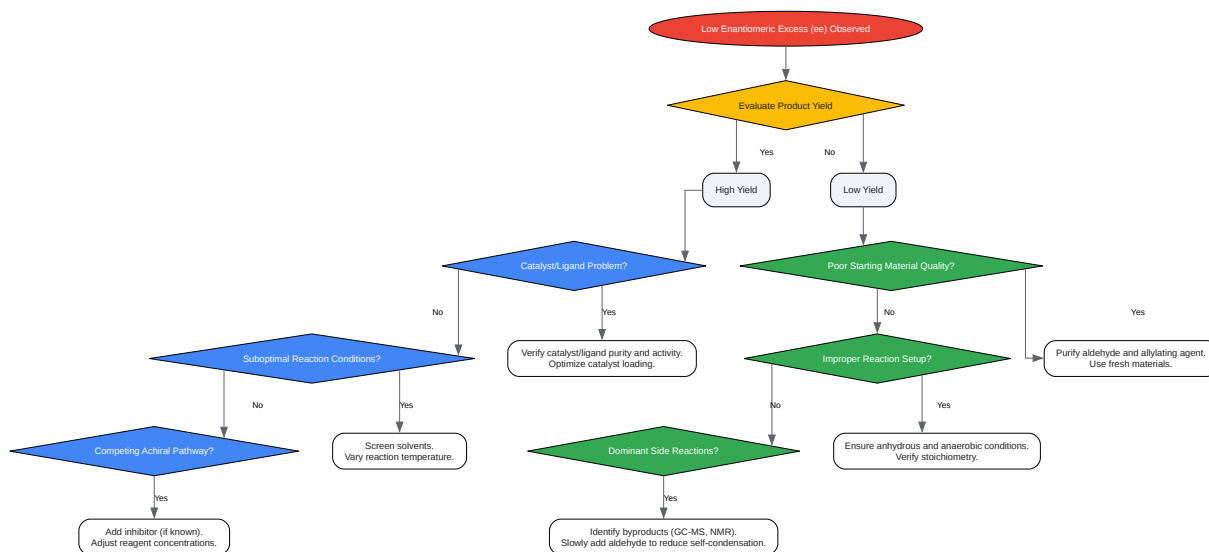 Low Enantiomeric Excess (ee) Observed
Evaluate Product Yield
Yes
No
High Yield
Low Yield
Catalyst/Ligand Problem?
Poor Starting Material Quality?
No
Yes
No
Yes
Suboptimal Reaction Conditions?
Verify catalyst/ligand purity and activity.
Optimize catalyst loading.
Improper Reaction Setup?
Purify aldehyde and allylating agent.
Use fresh materials.
No
Yes
No
Yes
Competing Achiral Pathway?
Screen solvents.
Vary reaction temperature.
Dominant Side Reactions?
Ensure anhydrous and anaerobic conditions.
Verify stoichiometry.
Yes
Yes
Add inhibitor (if known).
Adjust reagent concentrations.
Identify byproducts (GC-MS, NMR).
Slowly add aldehyde to reduce self-condensation.